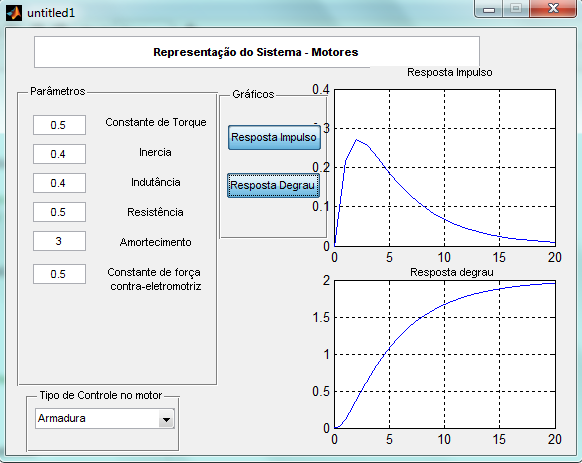 untitled1
Representação do Sistema - Motores
Parâmetros
0.5 Constante de Torque
0.4 Inercia
0.4 Indutância
0.5 Resistência
3 Amortecimento
0.5 Constante de força
contra-eletromotriz
Tipo de Controle no motor
Armadura
Gráficos
Resposta Impulso
Resposta Degrau
Resposta Impulso
0.4
.3
0.2
0.1
0
0 5 10 15 20
Resposta degrau
2
1.5
1
0.5
0
0 5 10 15 20